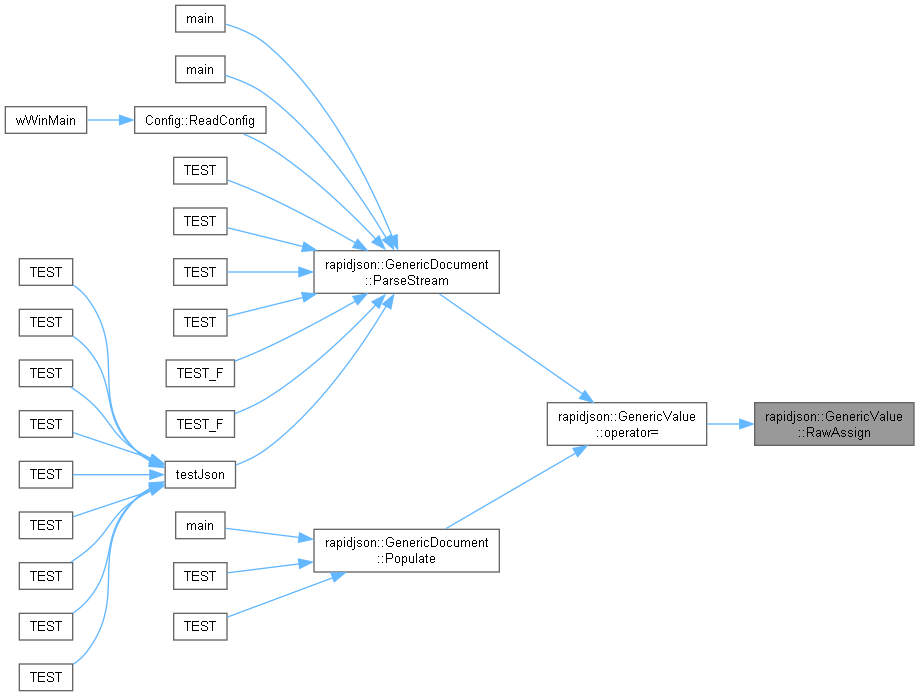 main
main
wWinMain
Config::ReadConfig
TEST
TEST
TEST
TEST
TEST_F
TEST_F
TEST
TEST
TEST
TEST
TEST
TEST
TEST
TEST
TEST
testJson
main
TEST
TEST
rapidjson::GenericDocument
::ParseStream
rapidjson::GenericDocument
::Populate
rapidjson::GenericValue
::operator=
rapidjson::GenericValue
::RawAssign